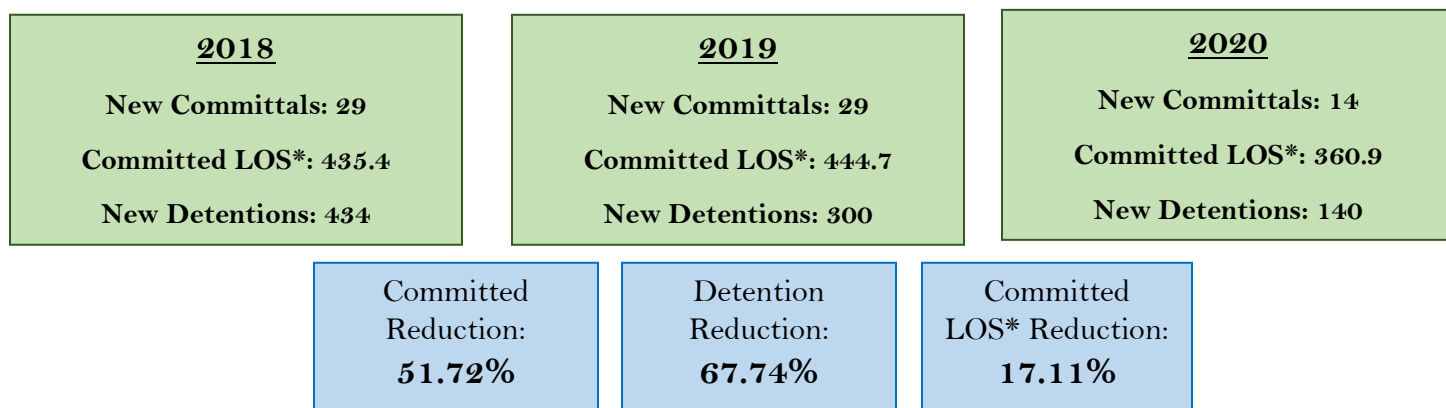 2018
New Committals: 29
Committed LOS*: 435.4
New Detentions: 434
2019
New Committals: 29
Committed LOS*: 444.7
New Detentions: 300
2020
New Committals: 14
Committed LOS*: 360.9
New Detentions: 140
Committed
Reduction:
51.72%
Detention
Reduction:
67.74%
Committed
LOS* Reduction:
17.11%